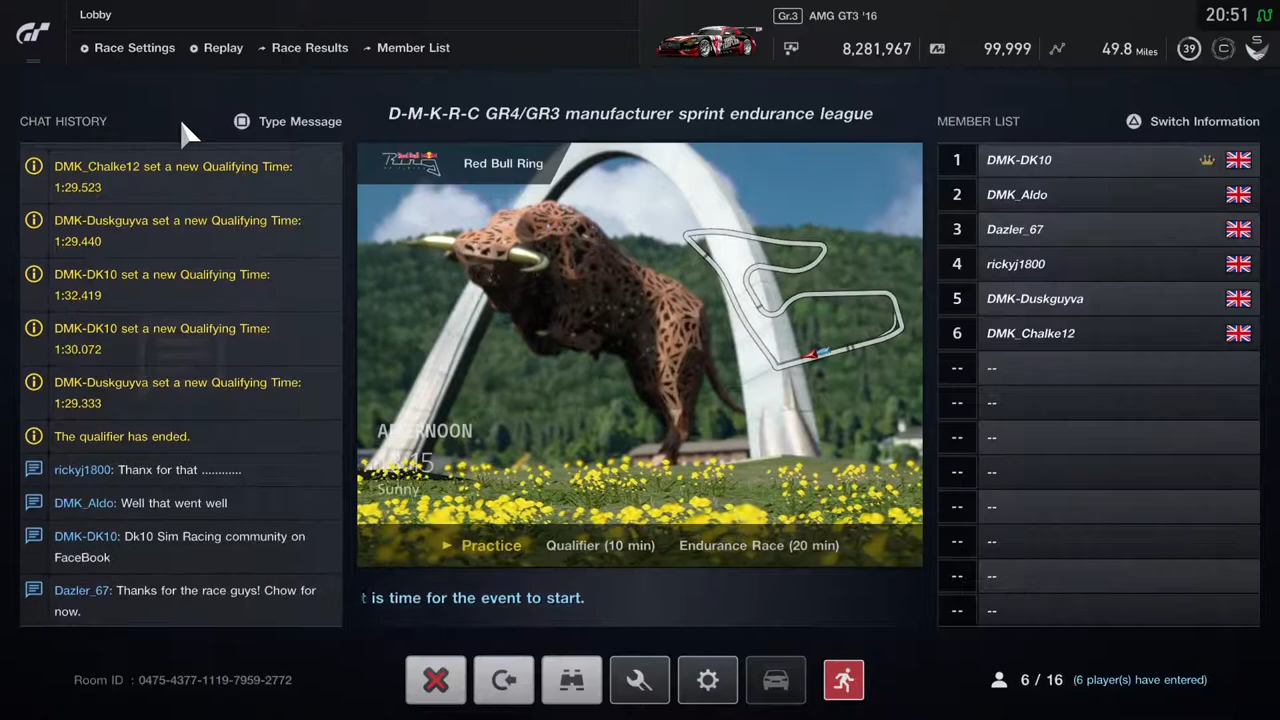 Lobby
Gr.3 AMG GT3 '16
20:51
Race Settings Replay Race Results Member List
8,281,967 99,999 49.8 Miles 39 S
CHAT HISTORY
Type Message
DMK_Chalke12 set a new Qualifying Time:
1:29.523
DMK-Duskguyva set a new Qualifying Time:
1:29.440
DMK-DK10 set a new Qualifying Time:
1:32.419
DMK-DK10 set a new Qualifying Time:
1:30.072
DMK-Duskguyva set a new Qualifying Time:
1:29.333
The qualifier has ended.
rickyj1800: Thanx for that ............
DMK_Aldo: Well that went well
DMK-DK10: Dk10 Sim Racing community on
FaceBook
Dazler_67: Thanks for the race guys! Chow for
now.
D-M-K-R-C GR4/GR3 manufacturer sprint endurance league
Red Bull Ring
AFTERNOON
Sunny
Practice Qualifier (10 min) Endurance Race (20 min)
is time for the event to start.
MEMBER LIST
Switch Information
1 DMK-DK10
2 DMK_Aldo
3 Dazler_67
4 rickyj1800
5 DMK-Duskguyva
6 DMK_Chalke12
-- --
-- --
-- --
-- --
-- --
-- --
-- --
-- --
Room ID : 0475-4377-1119-7959-2772
6 / 16 (6 player(s) have entered)